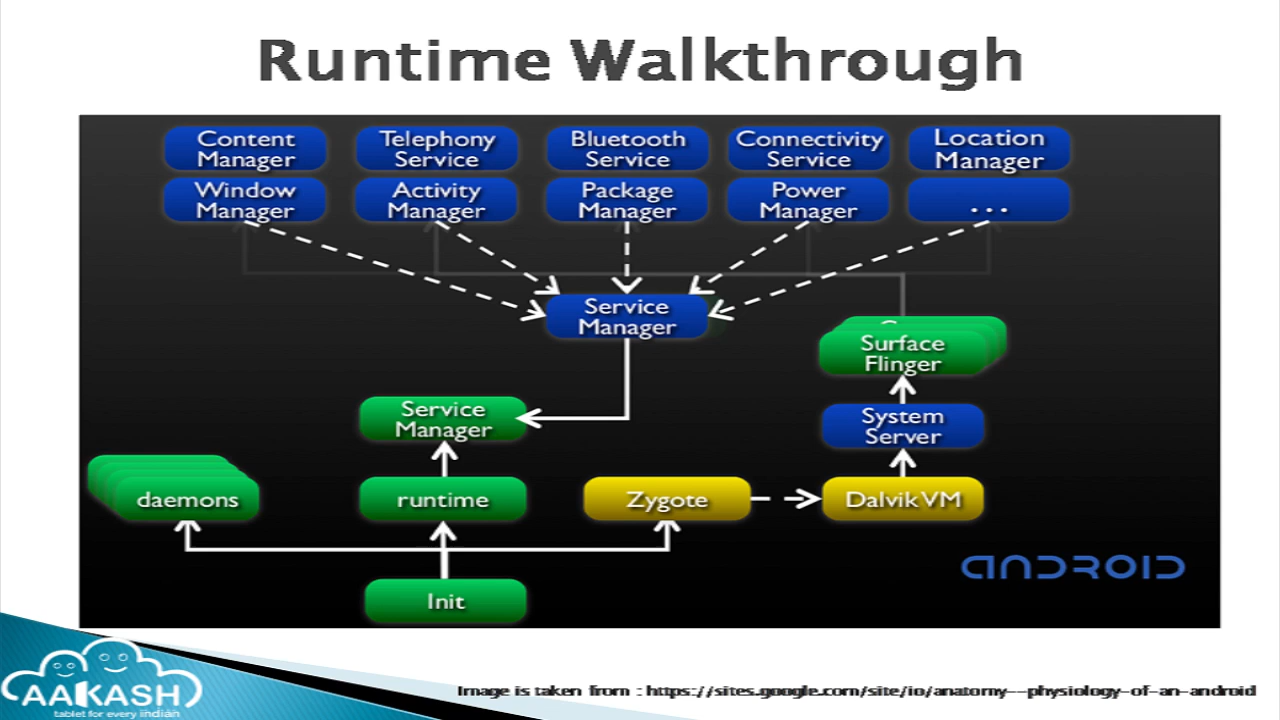 Runtime Walkthrough
Content
Manager
Telephony
Service
Bluetooth
Service
Connectivity
Service
Location
Manager
Window
Manager
Activity
Manager
Package
Manager
Power
Manager
...
Service
Manager
Surface
Flinger
Service
Manager
System
Server
daemons
runtime
Zygote
Dalvik VM
ANDROID
Init
AAKASH
tablet for every indian
Image is taken from : https://sites.google.com/site/io/anatomy--physiology-of-an-android